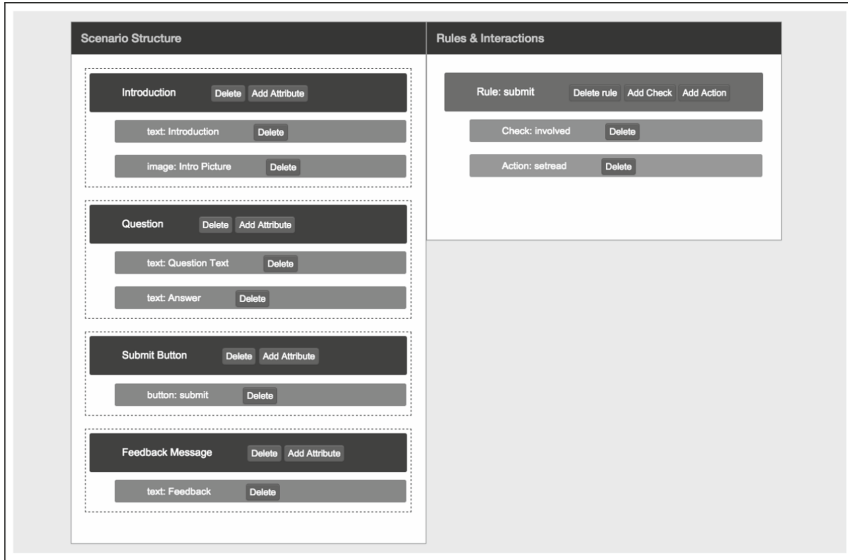 Scenario Structure
Introduction Delete Add Attribute
text: Introduction Delete
image: Intro Picture Delete
Question Delete Add Attribute
text: Question Text Delete
text: Answer Delete
Submit Button Delete Add Attribute
button: submit Delete
Feedback Message Delete Add Attribute
text: Feedback Delete
Rules & Interactions
Rule: submit Delete rule Add Check Add Action
Check: involved Delete
Action: setread Delete